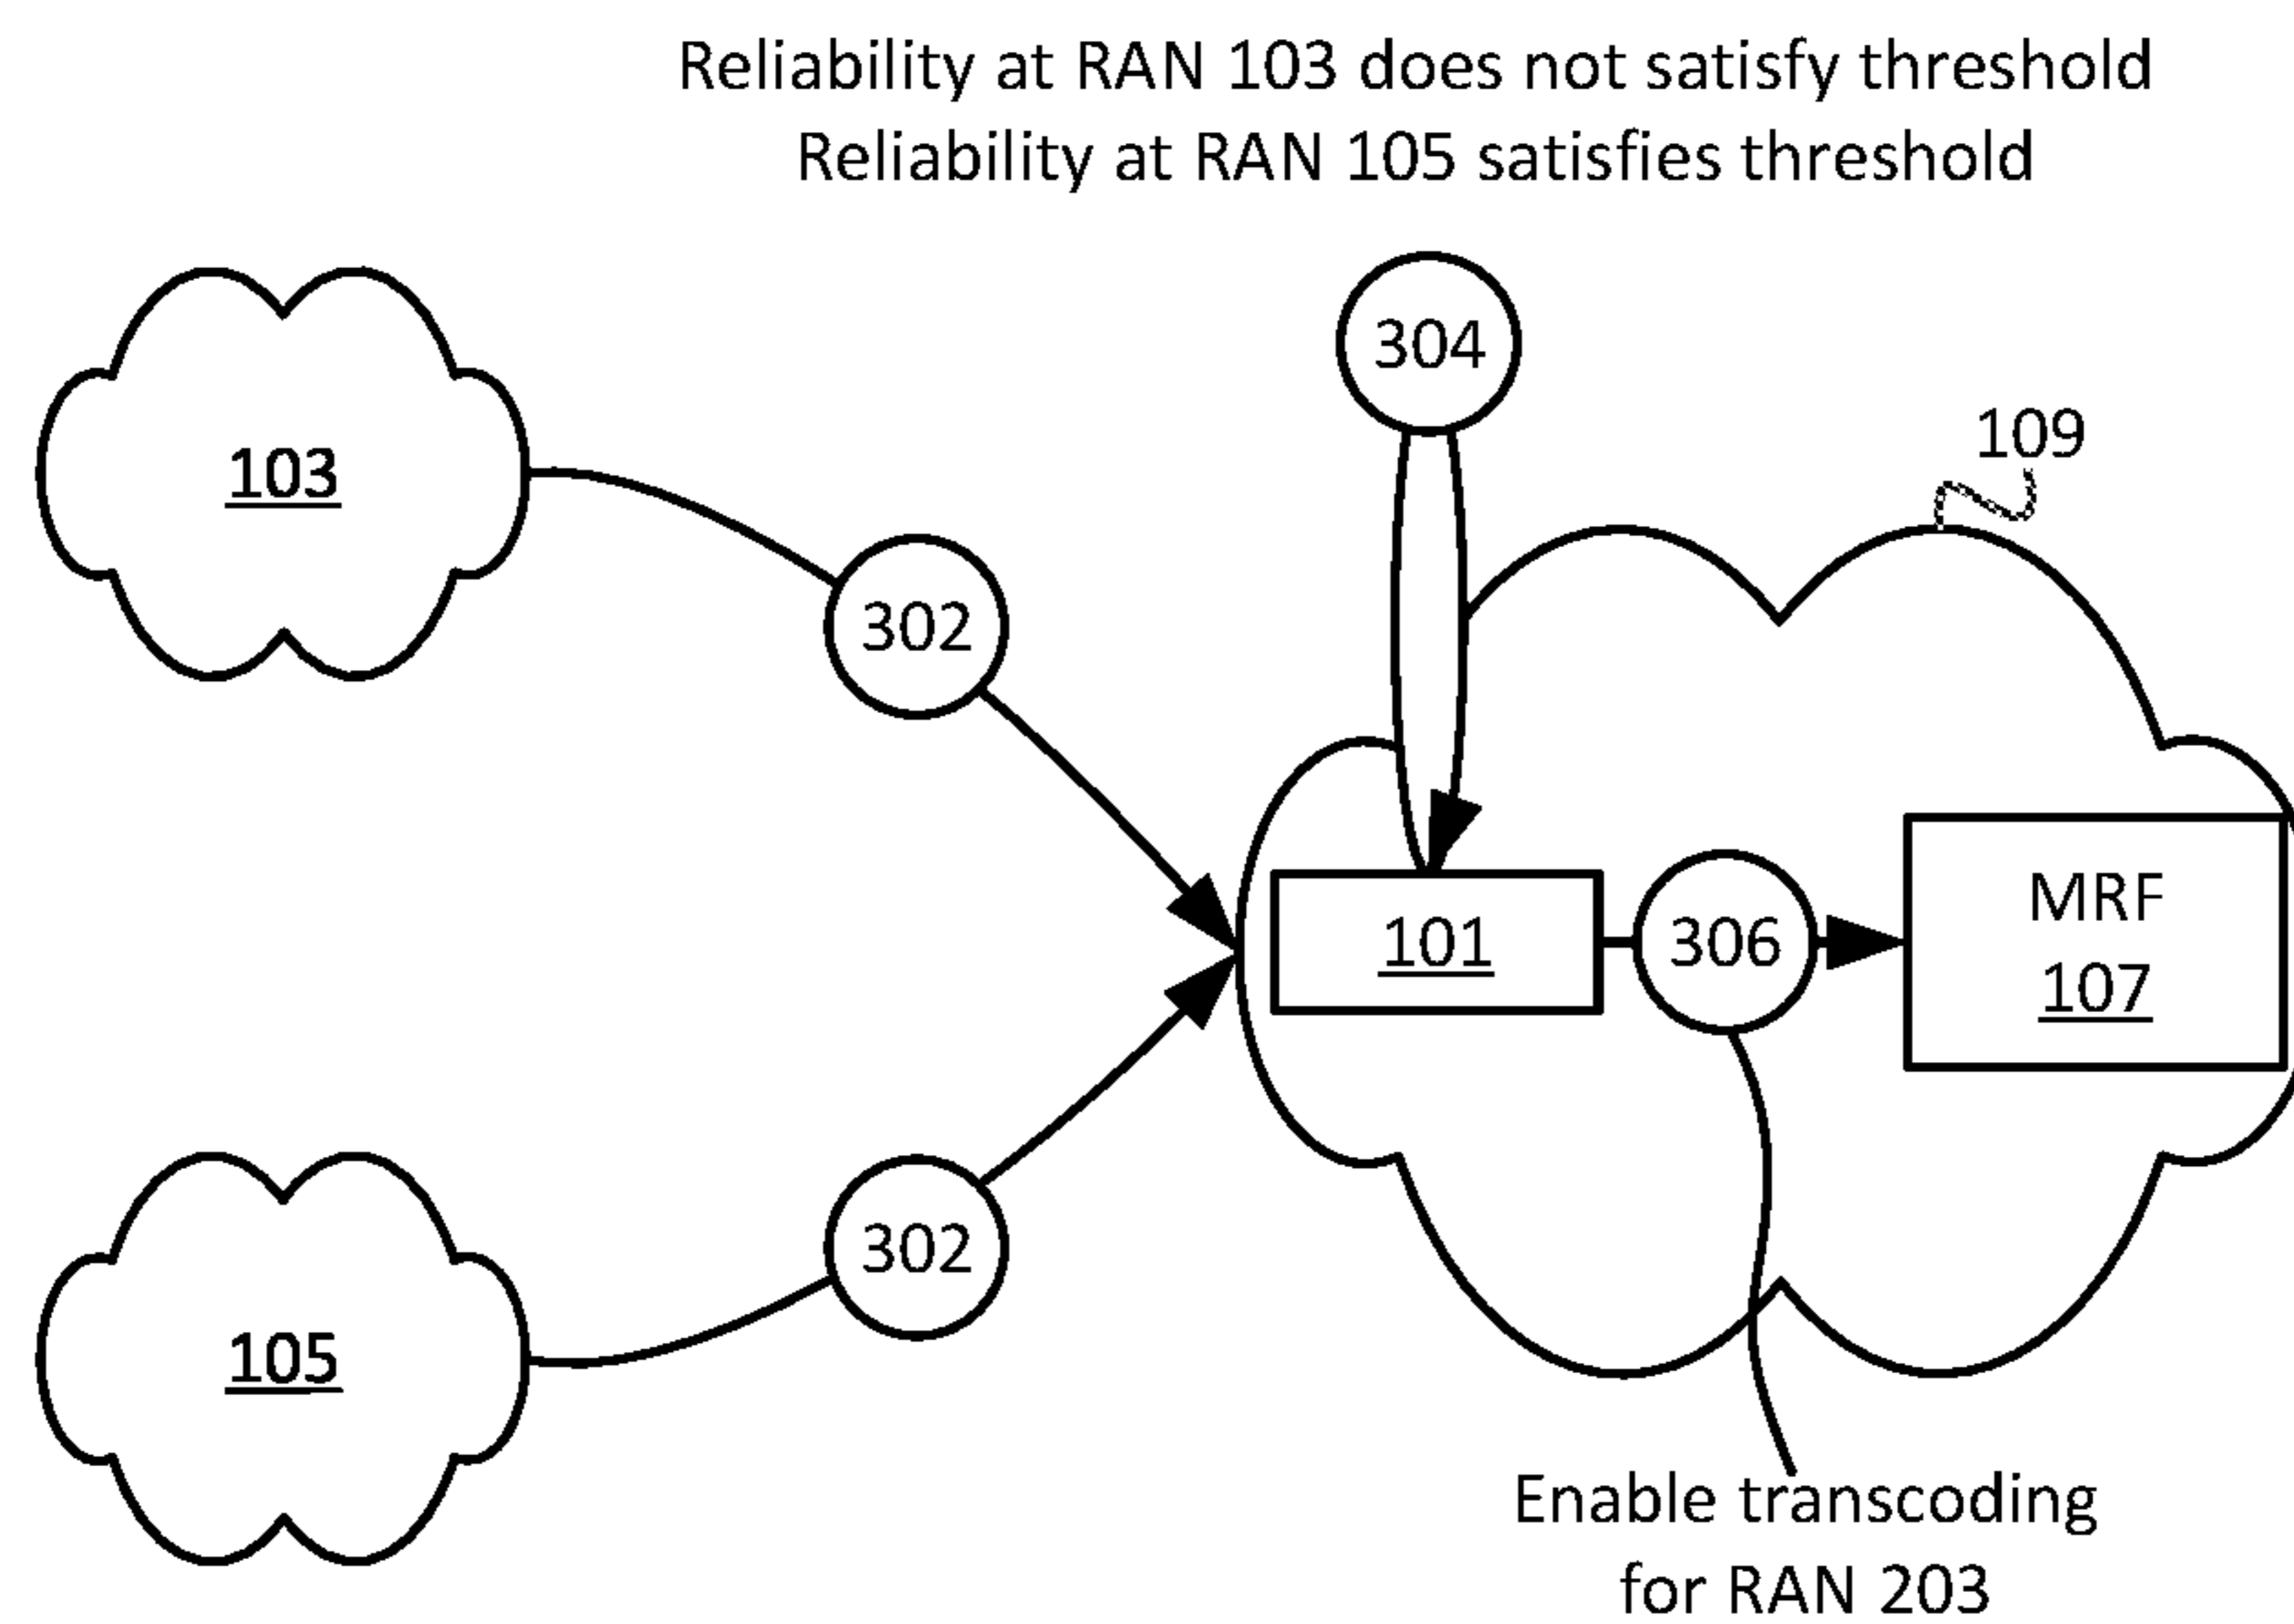 Reliability at RAN 103 does not satisfy threshold
Reliability at RAN 105 satisfies threshold
304
109
103
302
101
306
MRF
107
302
105
Enable transcoding
for RAN 203